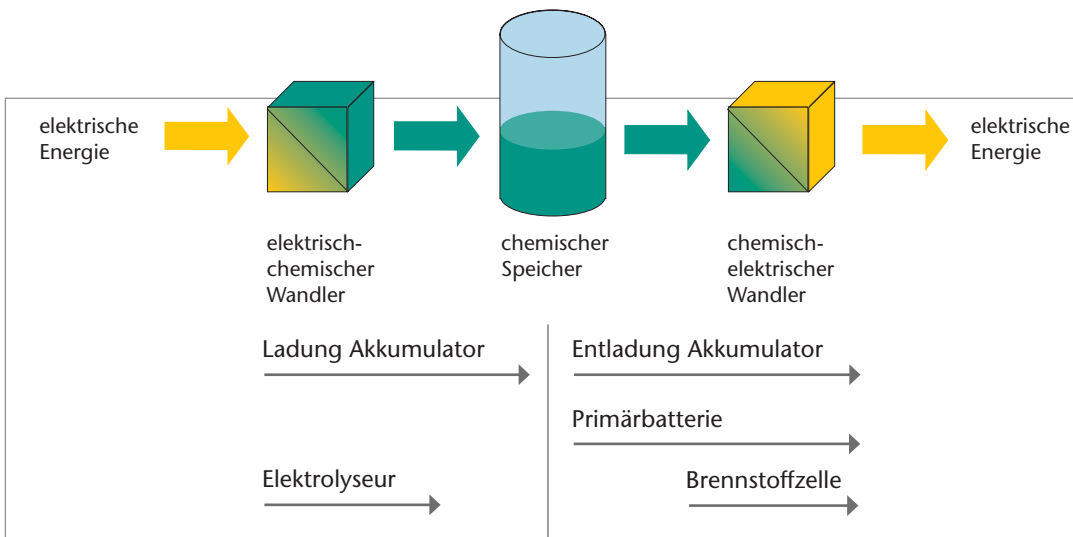 elektrische
Energie
elektrische
Energie
elektrisch-
chemischer
Wandler
chemischer
Speicher
chemisch-
elektrischer
Wandler
Ladung Akkumulator
Entladung Akkumulator
Primärbatterie
Elektrolyseur
Brennstoffzelle